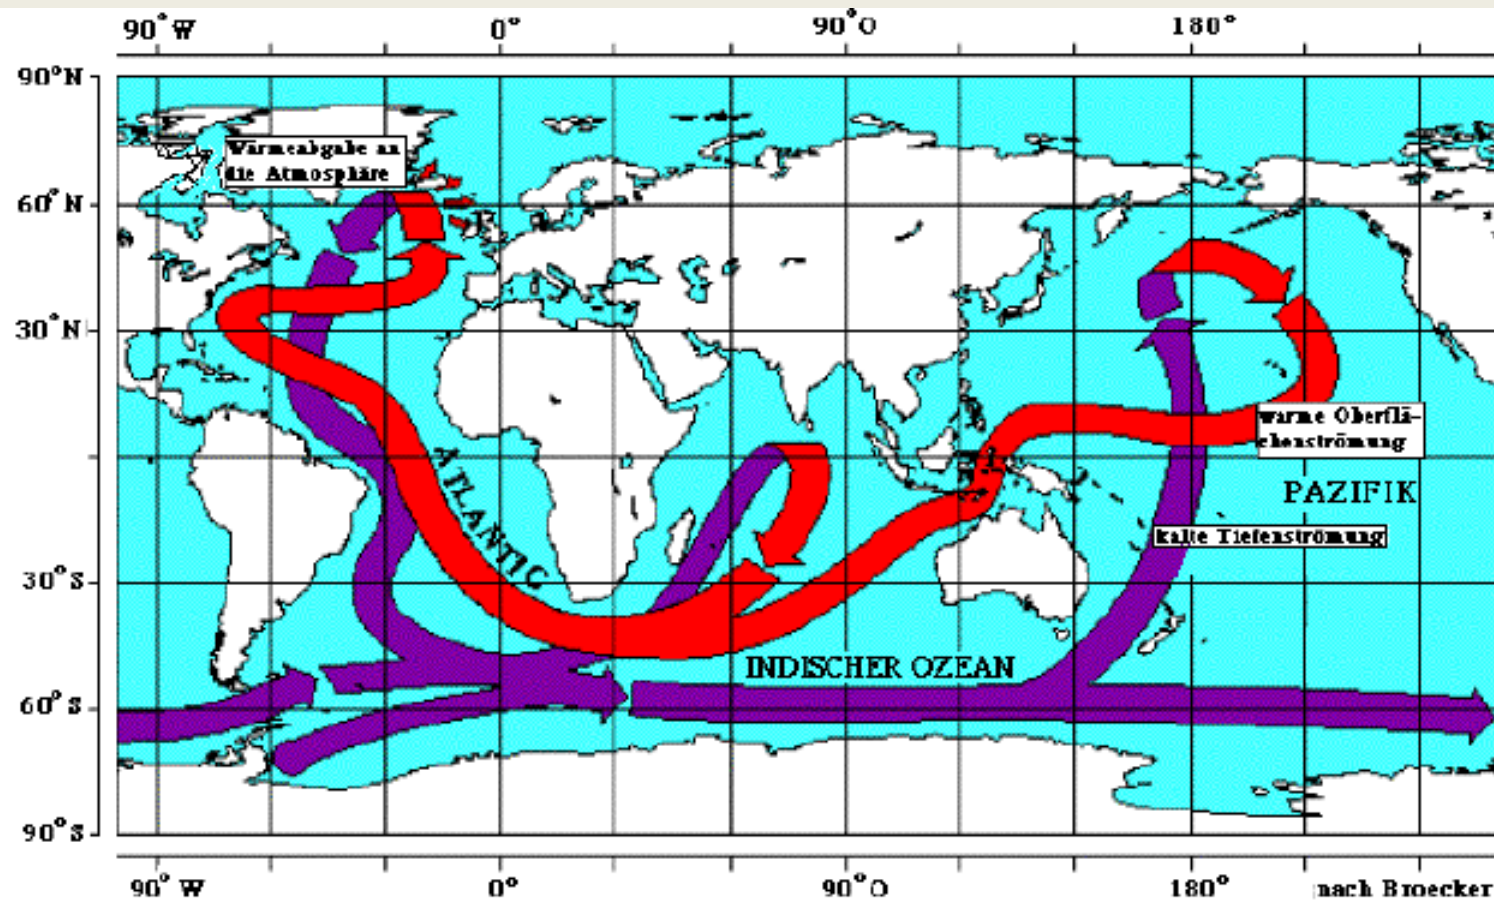 90°W 0° 90°O 180°
90°N
Wärmeabgabe an
die Atmosphäre
60°N
30°N
warme Oberflä-
chenströmung
ATLANTIC
PAZIFIK
kalte Tiefenströmung
30°S
INDISCHER OZEAN
60°S
90°S
90°W 0° 90°O 180° nach Broecker